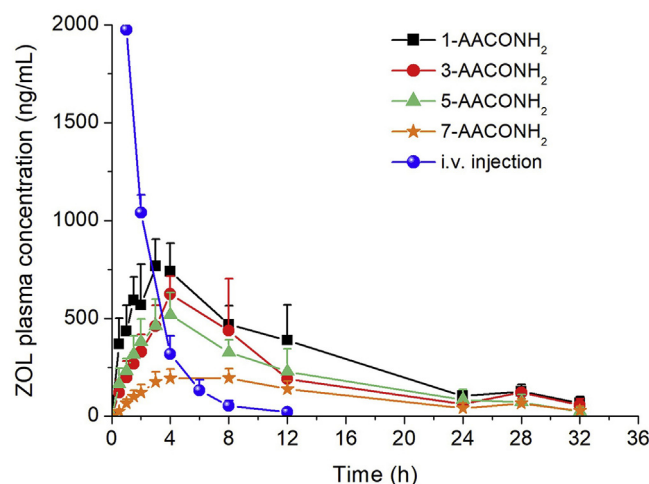 2000
1500
1000
500
0
ZOL plasma concentration (ng/mL)
1-AACONH₂
3-AACONH₂
5-AACONH₂
7-AACONH₂
i.v. injection
0 4 8 12 16 20 24 28 32 36
Time (h)